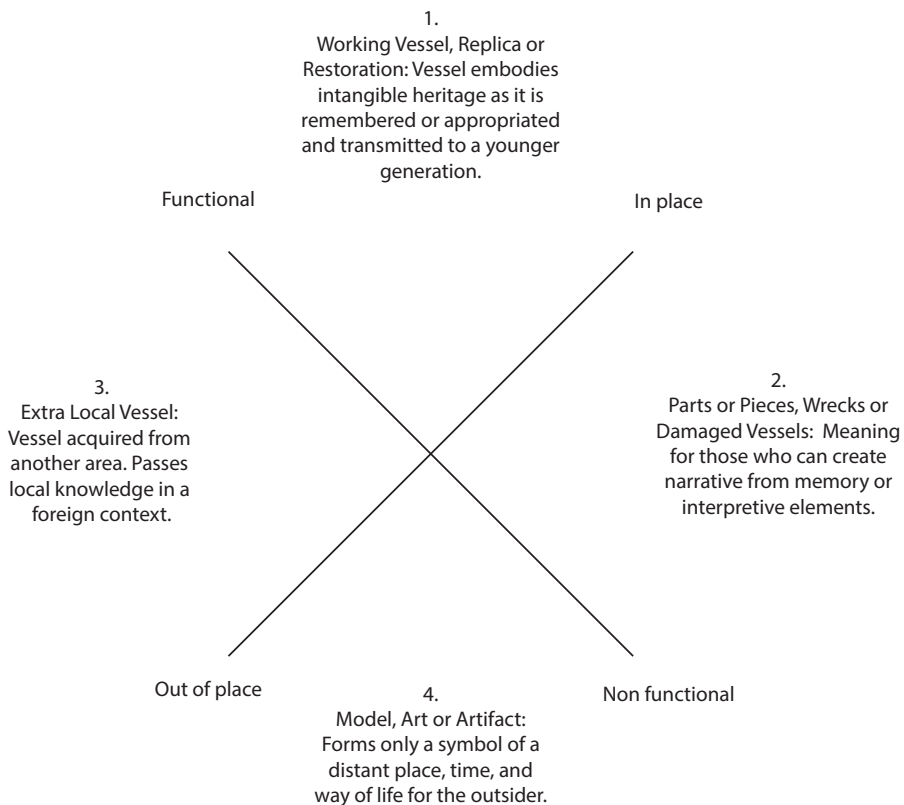 1.
Working Vessel, Replica or
Restoration: Vessel embodies
intangible heritage as it is
remembered or appropriated
and transmitted to a younger
generation.
Functional
In place
3.
Extra Local Vessel:
Vessel acquired from
another area. Passes
local knowledge in a
foreign context.
2.
Parts or Pieces, Wrecks or
Damaged Vessels: Meaning
for those who can create
narrative from memory or
interpretive elements.
Out of place
Non functional
4.
Model, Art or Artifact:
Forms only a symbol of a
distant place, time, and
way of life for the outsider.